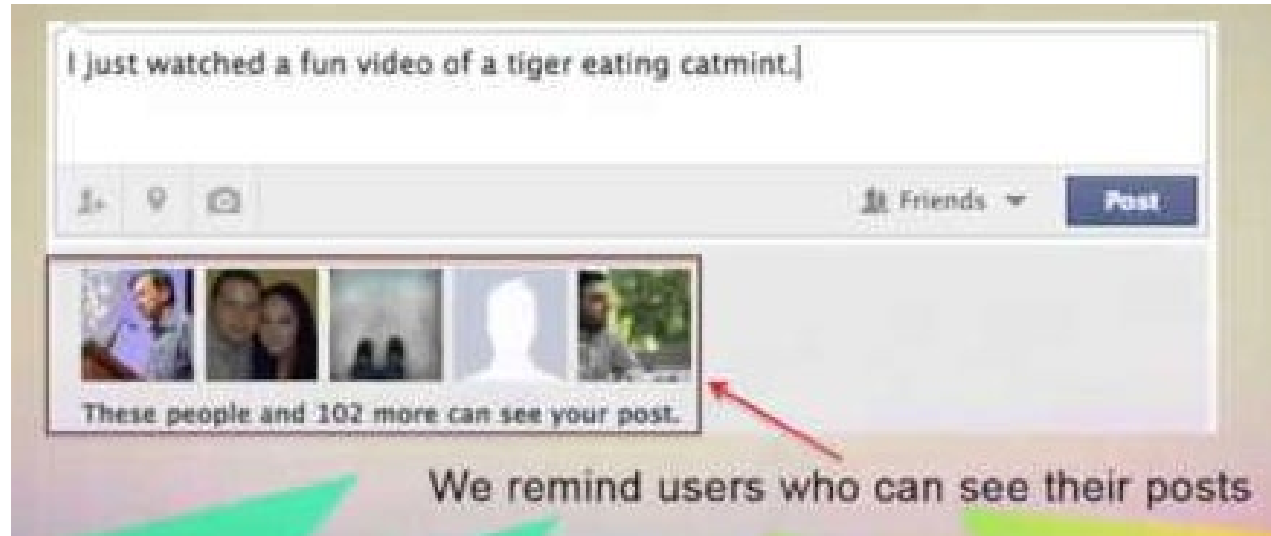 I just watched a fun video of a tiger eating catmint.
Friends
Post
These people and 102 more can see your post.
We remind users who can see their posts